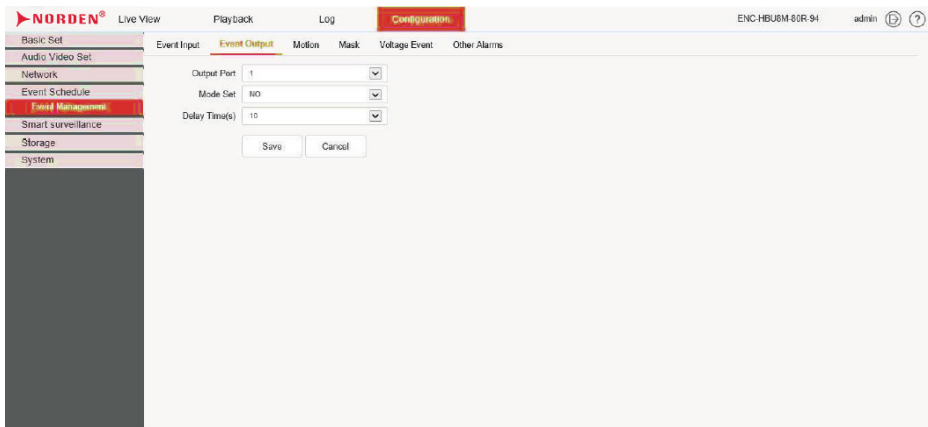 NORDEN® Live View Playback Log Configuration ENC-HBU8M-80R-94 admin ?
Basic Set
Event Input Event Output Motion Mask Voltage Event Other Alarms
Audio Video Set
Network
Output Port 1
Event Schedule
Mode Set NO
Event Management
Delay Time(s) 10
Smart surveillance
Storage
Save Cancel
System